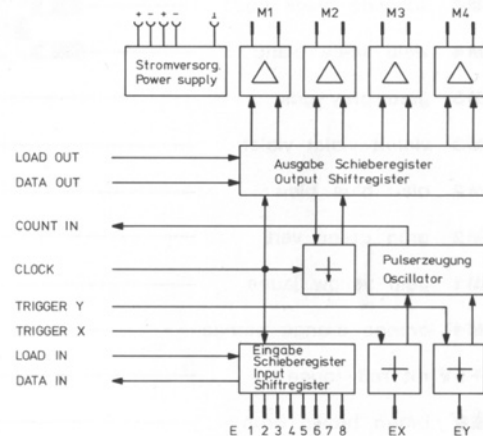 + - + - ⊥
M1 M2 M3 M4
Stromversorg.
Power supply
LOAD OUT
DATA OUT
Ausgabe Schieberegister
Output Shiftregister
COUNT IN
CLOCK
Pulserzeugung
Oscillator
TRIGGER Y
TRIGGER X
LOAD IN
DATA IN
Eingabe
Schieberegister
Input
Shiftregister
E 1 2 3 4 5 6 7 8 EX EY